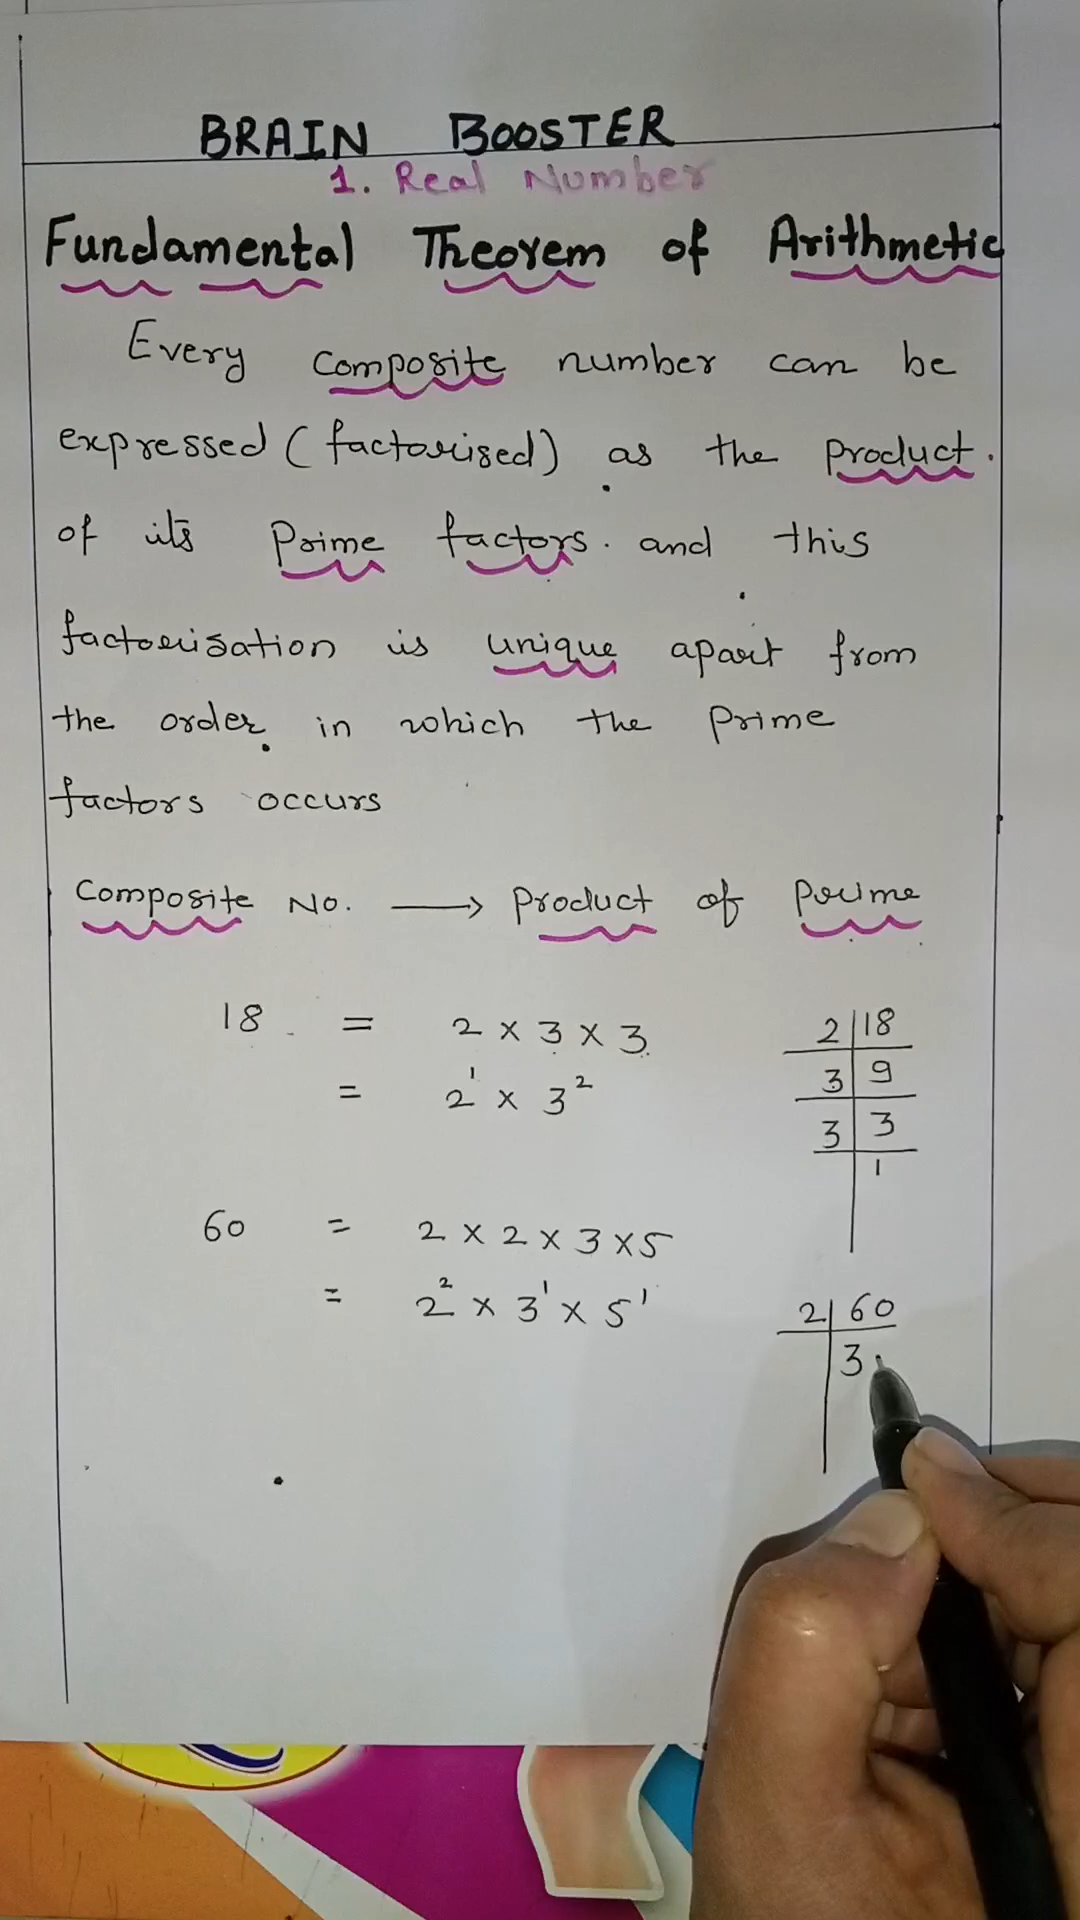 BRAIN BOOSTER
1. Real Number
Fundamental Theorem of Arithmetic
Every composite number can be
expressed (factorised) as the product.
of its Prime factors. and this
factorisation is unique apart from
the order in which the Prime
factors occurs
Composite No. → Product of Prime
18 = 2 × 3 × 3
= 2¹ × 3²
2 | 18
3 | 9
3 | 3
1
60 = 2 × 2 × 3 × 5
= 2² × 3¹ × 5¹
2 | 60
3